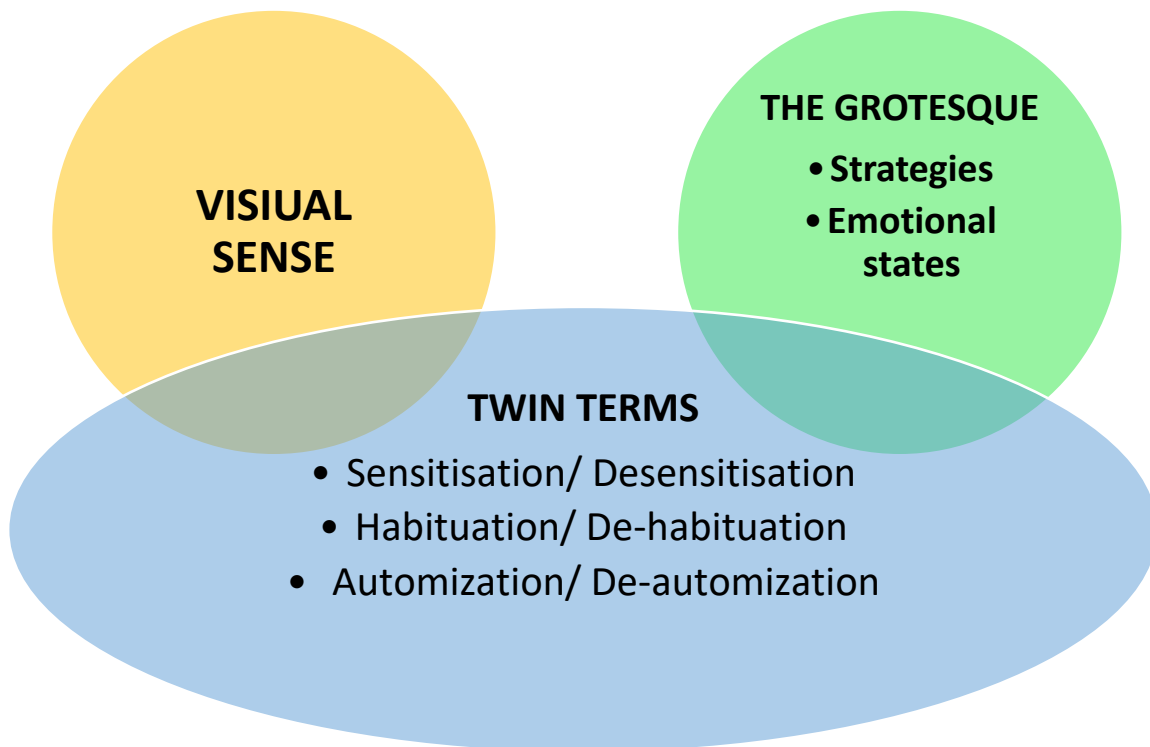 VISIUAL
SENSE
THE GROTESQUE
• Strategies
• Emotional
states
TWIN TERMS
• Sensitisation/ Desensitisation
• Habituation/ De-habituation
• Automization/ De-automization